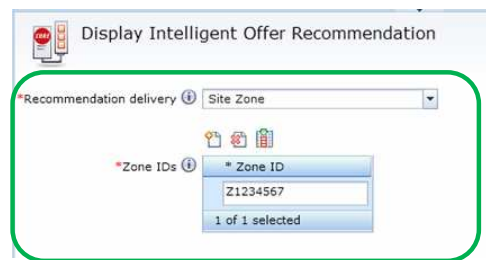 Display Intelligent Offer Recommendation
*Recommendation delivery Site Zone
*Zone IDs
* Zone ID
Z1234567
1 of 1 selected